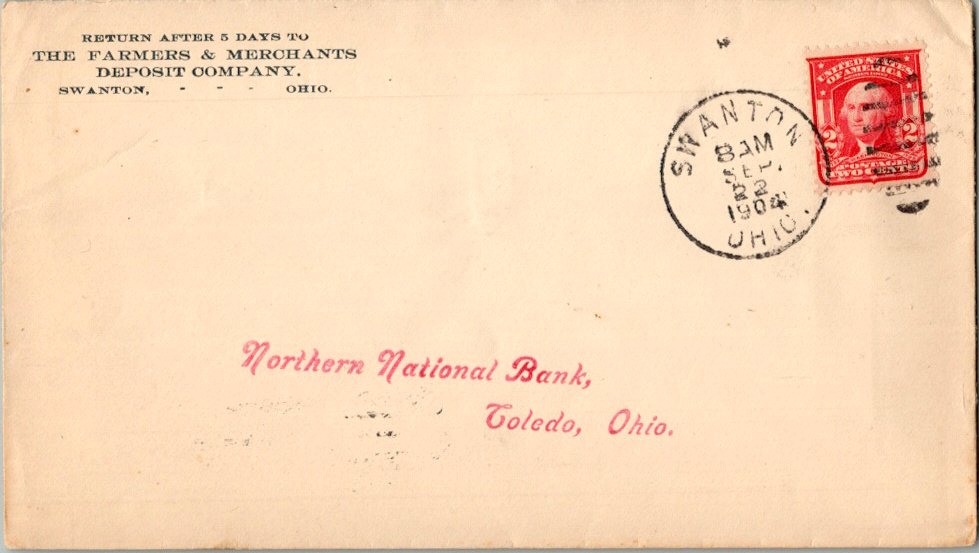 RETURN AFTER 5 DAYS TO
THE FARMERS & MERCHANTS
DEPOSIT COMPANY.
SWANTON, - - - OHIO.
SWANTON
8 AM
SEP.
22
1904
OHIO.
UNITED STATES
OF AMERICA
2 2
POSTAGE
TWO CENTS
Northern National Bank,
Toledo, Ohio.